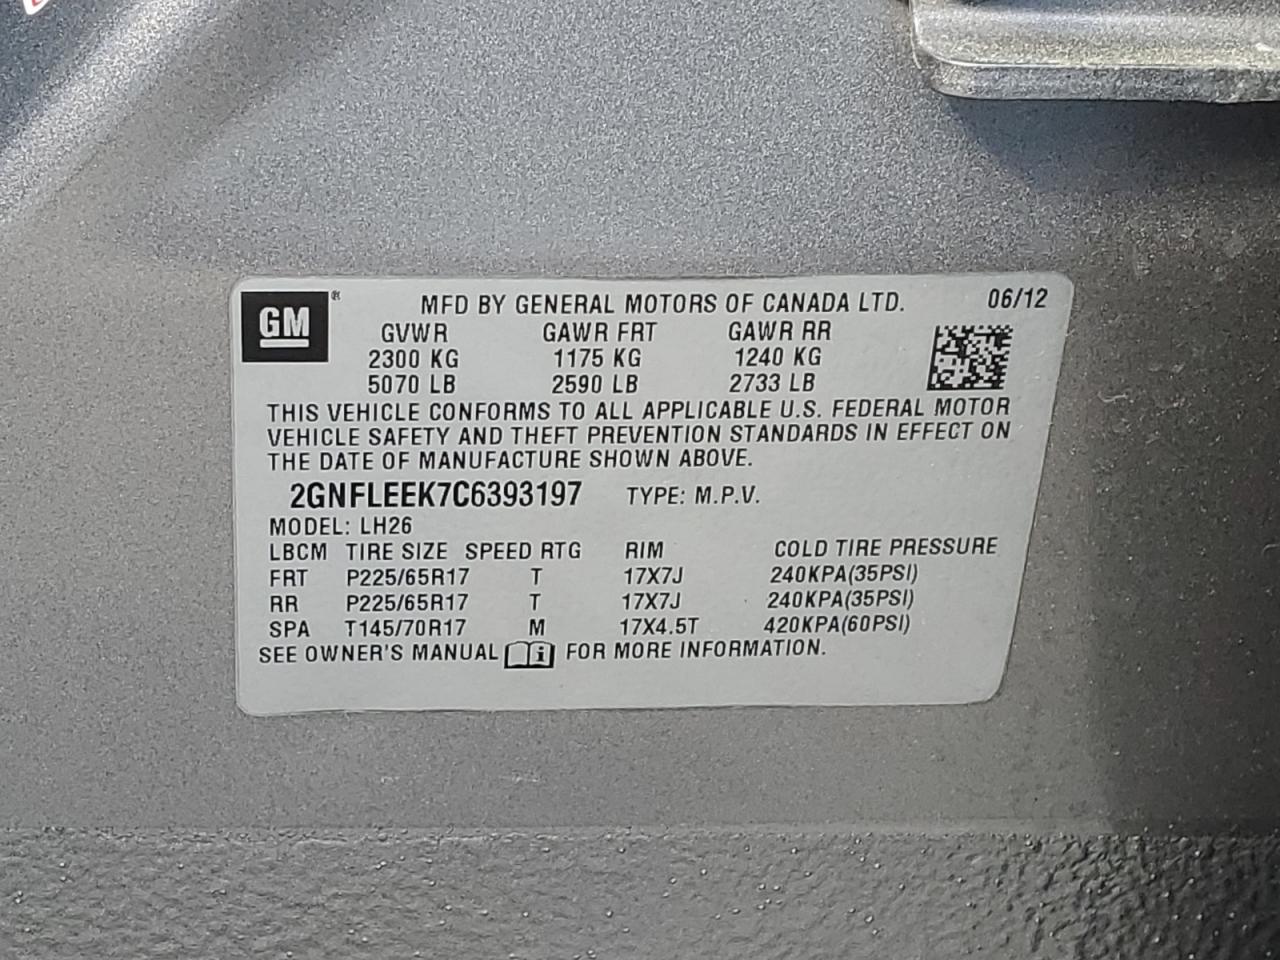 GM ® MFD BY GENERAL MOTORS OF CANADA LTD. 06/12
GVWR GAWR FRT GAWR RR
2300 KG 1175 KG 1240 KG
5070 LB 2590 LB 2733 LB
THIS VEHICLE CONFORMS TO ALL APPLICABLE U.S. FEDERAL MOTOR
VEHICLE SAFETY AND THEFT PREVENTION STANDARDS IN EFFECT ON
THE DATE OF MANUFACTURE SHOWN ABOVE.
2GNFLEEK7C6393197 TYPE: M.P.V.
MODEL: LH26
LBCM TIRE SIZE SPEED RTG RIM COLD TIRE PRESSURE
FRT P225/65R17 T 17X7J 240KPA(35PSI)
RR P225/65R17 T 17X7J 240KPA(35PSI)
SPA T145/70R17 M 17X4.5T 420KPA(60PSI)
SEE OWNER'S MANUAL i FOR MORE INFORMATION.